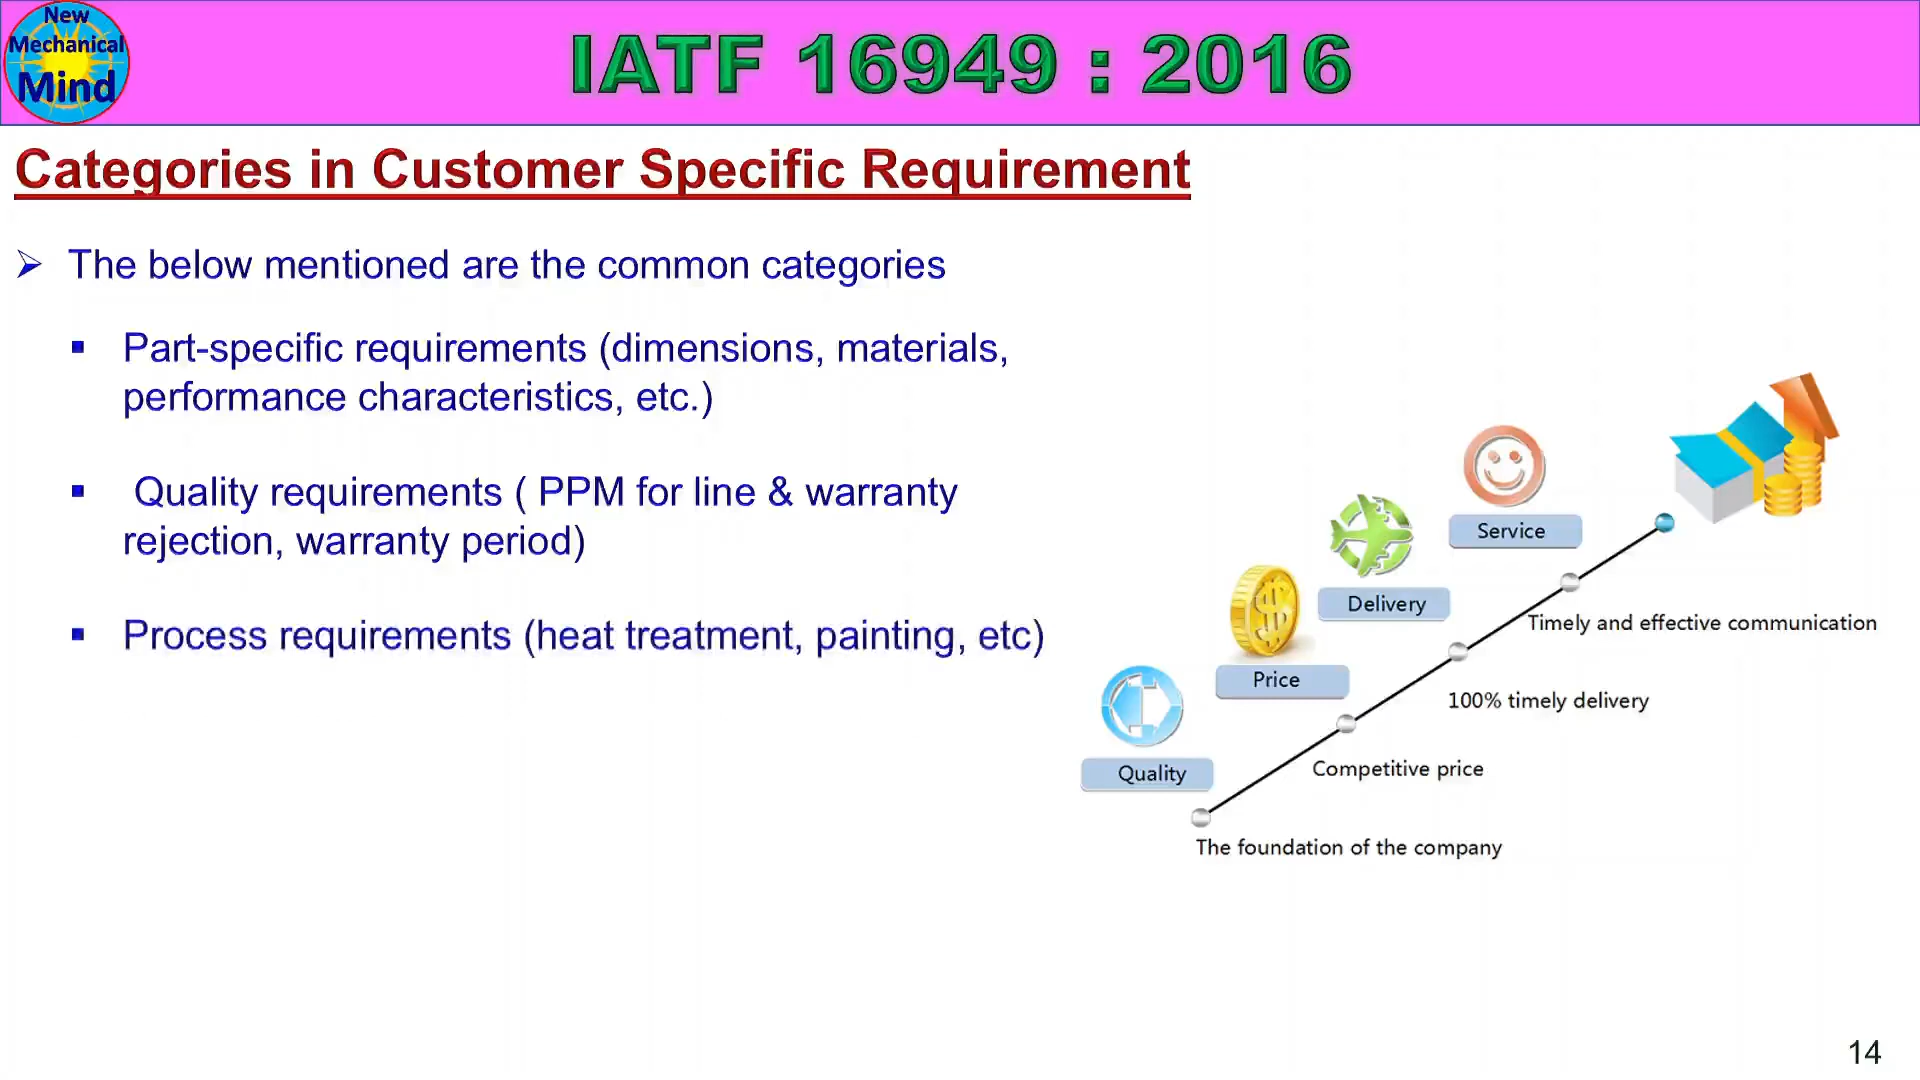 New
Mechanical
Mind
IATF 16949 : 2016
Categories in Customer Specific Requirement
The below mentioned are the common categories
Part-specific requirements (dimensions, materials,
performance characteristics, etc.)
Quality requirements ( PPM for line & warranty
rejection, warranty period)
Process requirements (heat treatment, painting, etc)
Service
Delivery
Timely and effective communication
Price
100% timely delivery
Quality
Competitive price
The foundation of the company
14